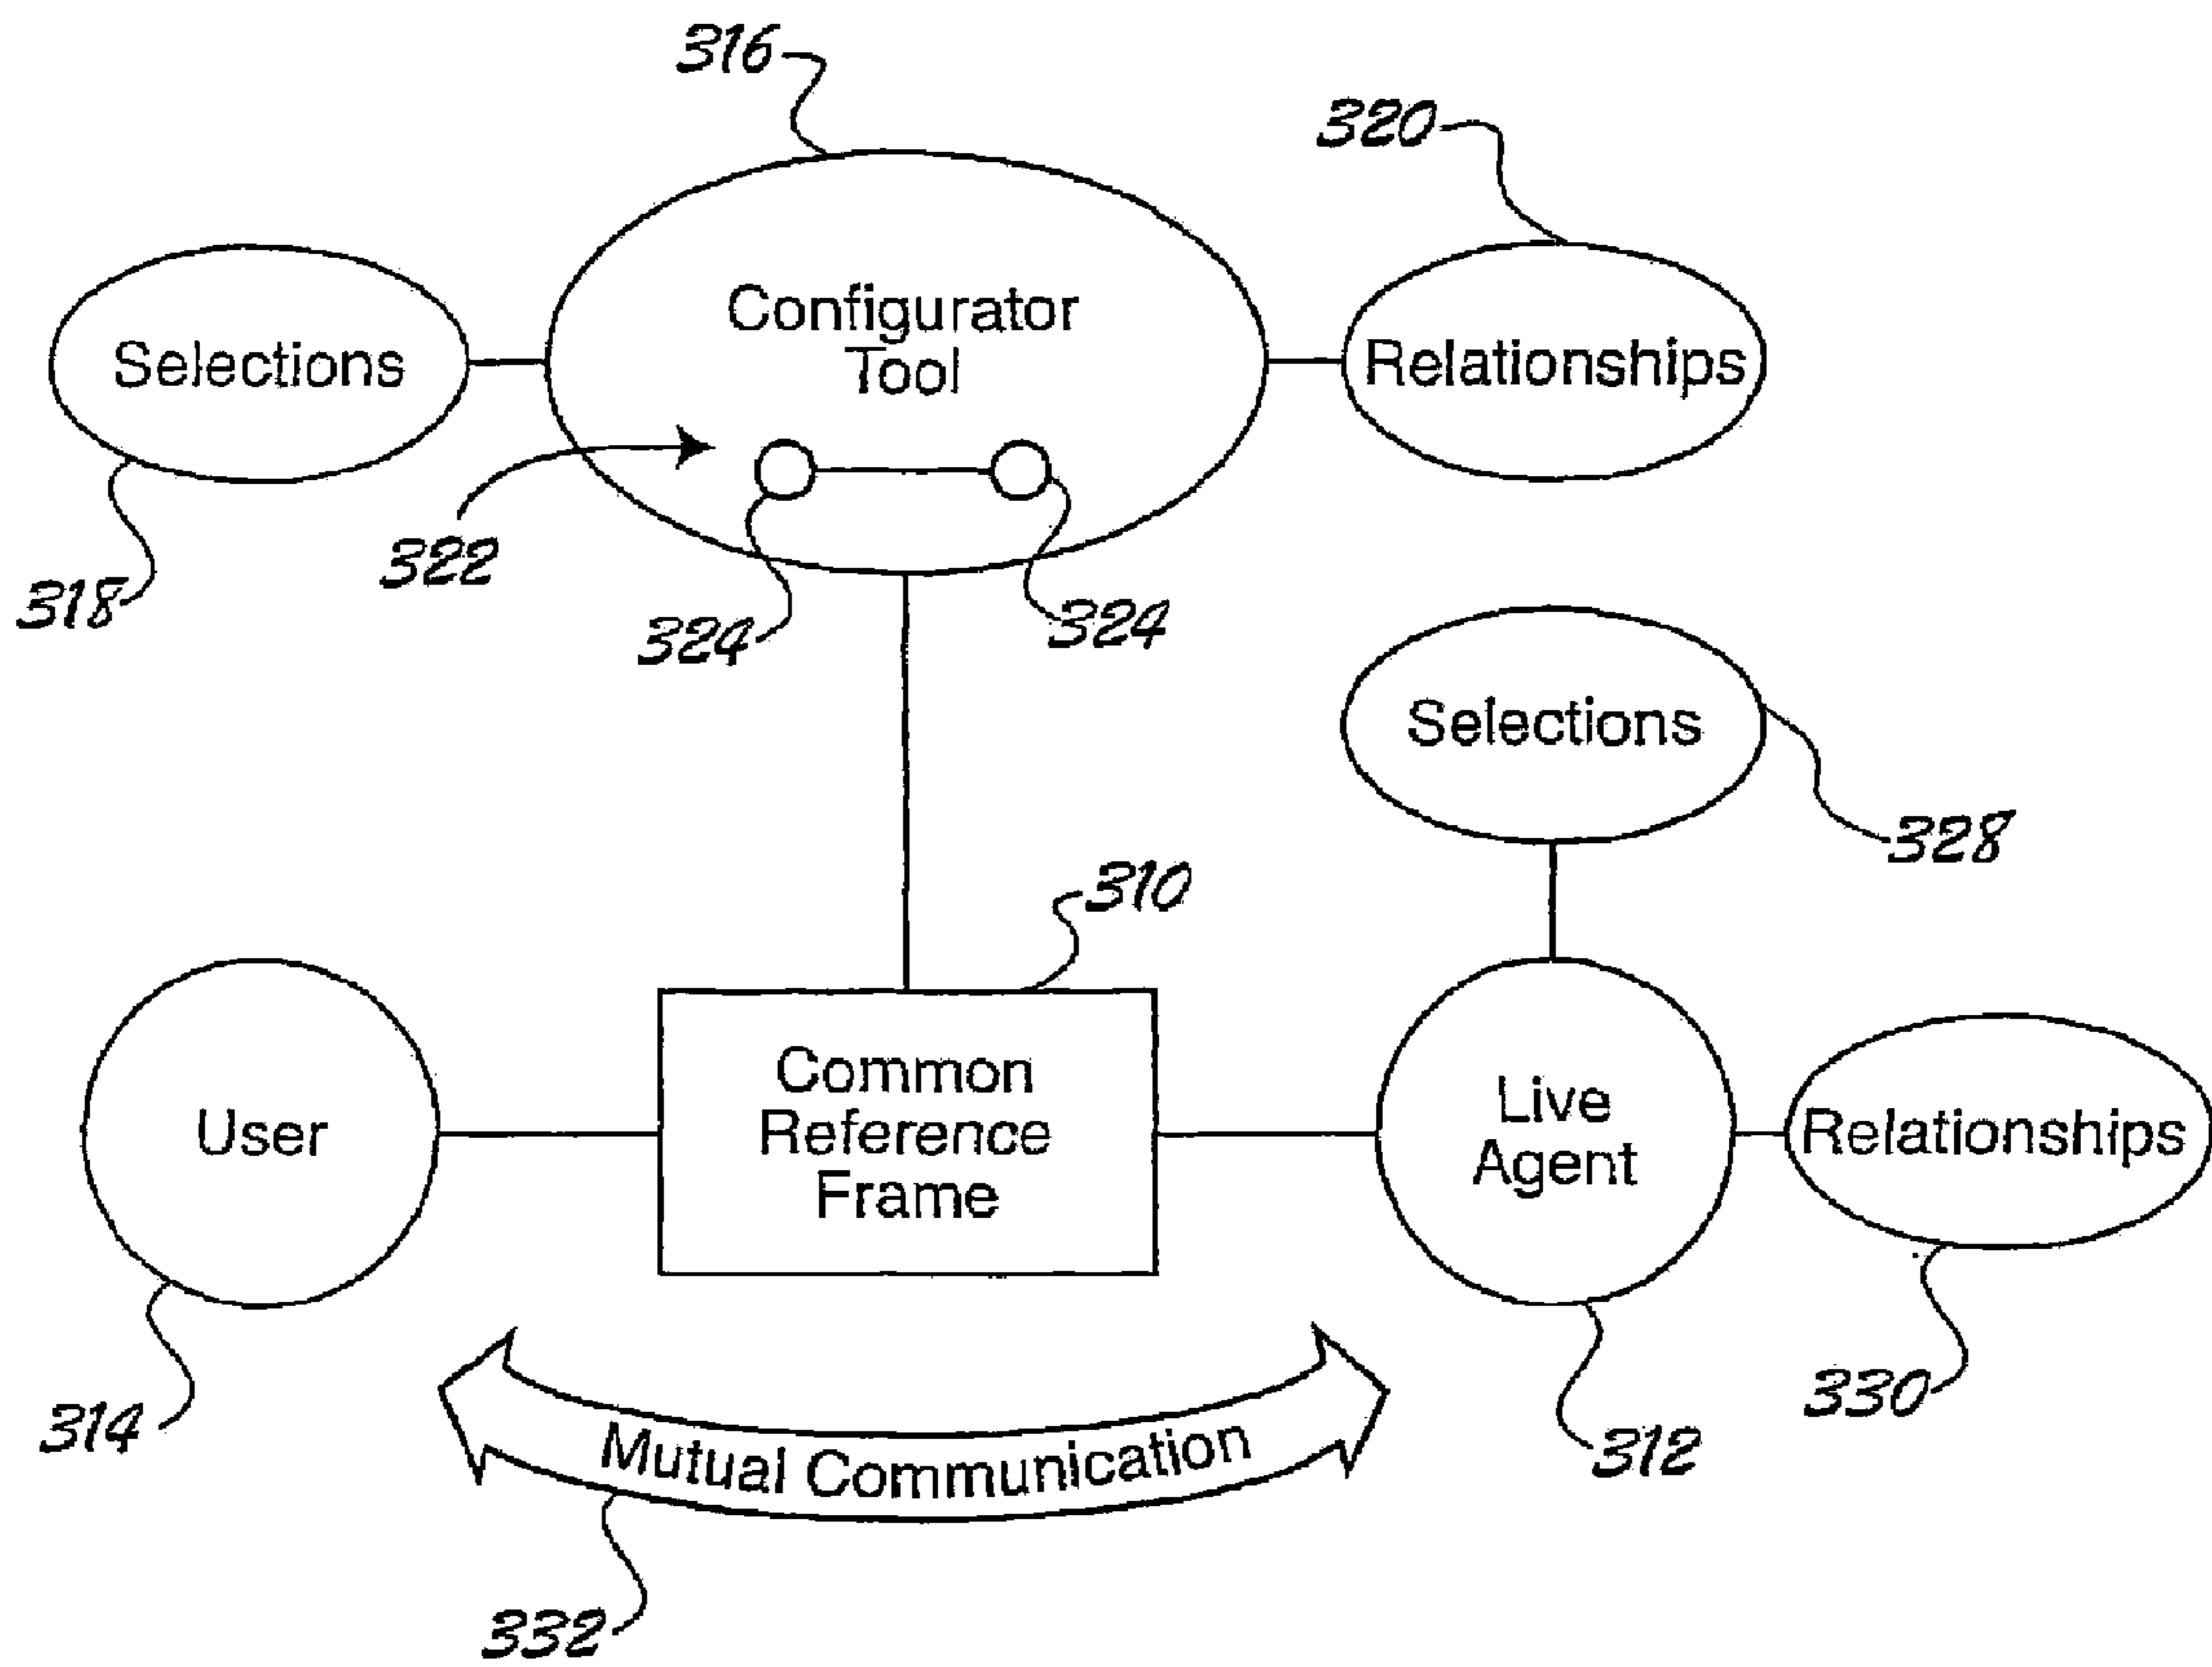 316
320
Configurator
Tool
Selections
Relationships
322
318
324
324
Selections
328
310
User
Common
Reference
Frame
Live
Agent
Relationships
314
330
312
Mutual Communication
332